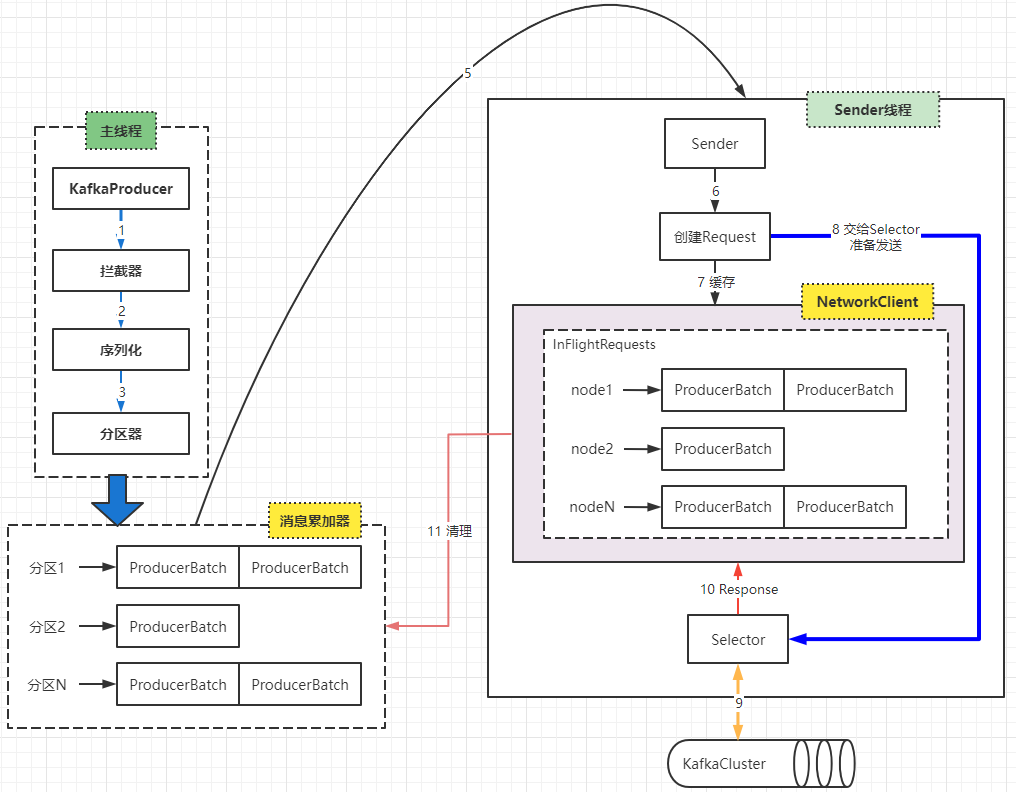 主线程
KafkaProducer
1
拦截器
2
序列化
3
分区器
消息累加器
分区1
ProducerBatch
ProducerBatch
分区2
ProducerBatch
分区N
ProducerBatch
ProducerBatch
5
Sender线程
Sender
6
创建Request
8 交给Selector
准备发送
7 缓存
NetworkClient
InFlightRequests
node1
ProducerBatch
ProducerBatch
node2
ProducerBatch
nodeN
ProducerBatch
ProducerBatch
11 清理
10 Response
Selector
9
KafkaCluster